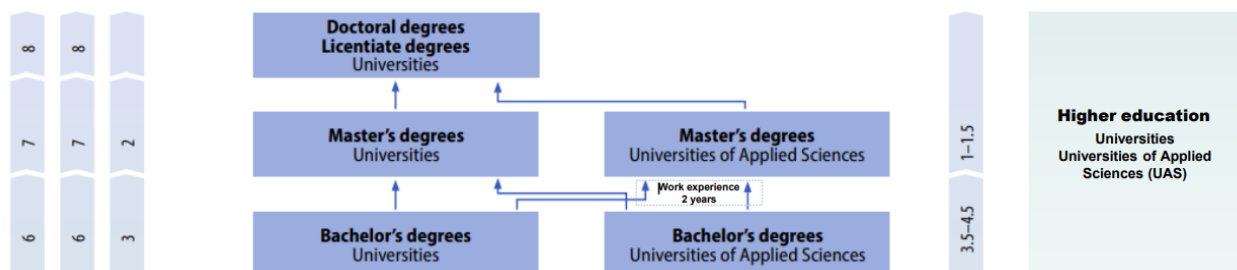 8
8
Doctoral degrees
Licentiate degrees
Universities
7
7
2
Master's degrees
Universities
Master's degrees
Universities of Applied Sciences
1–1.5
Higher education
Universities
Universities of Applied
Sciences (UAS)
Work experience
2 years
6
6
3
Bachelor's degrees
Universities
Bachelor's degrees
Universities of Applied Sciences
3.5–4.5